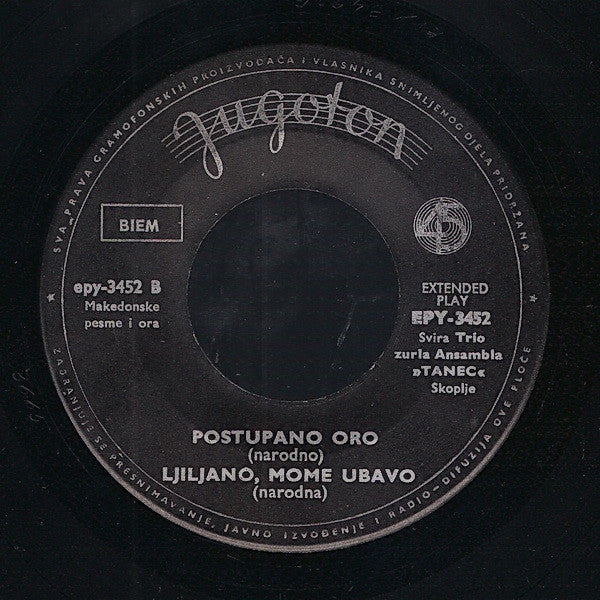 SVA PRAVA GRAMOFONSKIH PROIZVOĐAČA I VLASNIKA SNIMLJENOG DJELA PRIDRŽANA
Jugoton
BIEM
45
epy-3452 B
Makedonske
pesme i ora
EXTENDED
PLAY
EPY-3452
Svira Trio
zurla Ansambla
»TANEC«
Skoplje
POSTUPANO ORO
(narodno)
LJILJANO, MOME UBAVO
(narodna)
ZABRANJUJE SE PRESNIMAVANJE, JAVNO IZVOĐENJE I RADIO-DIFUZIJA OVE PLOČE